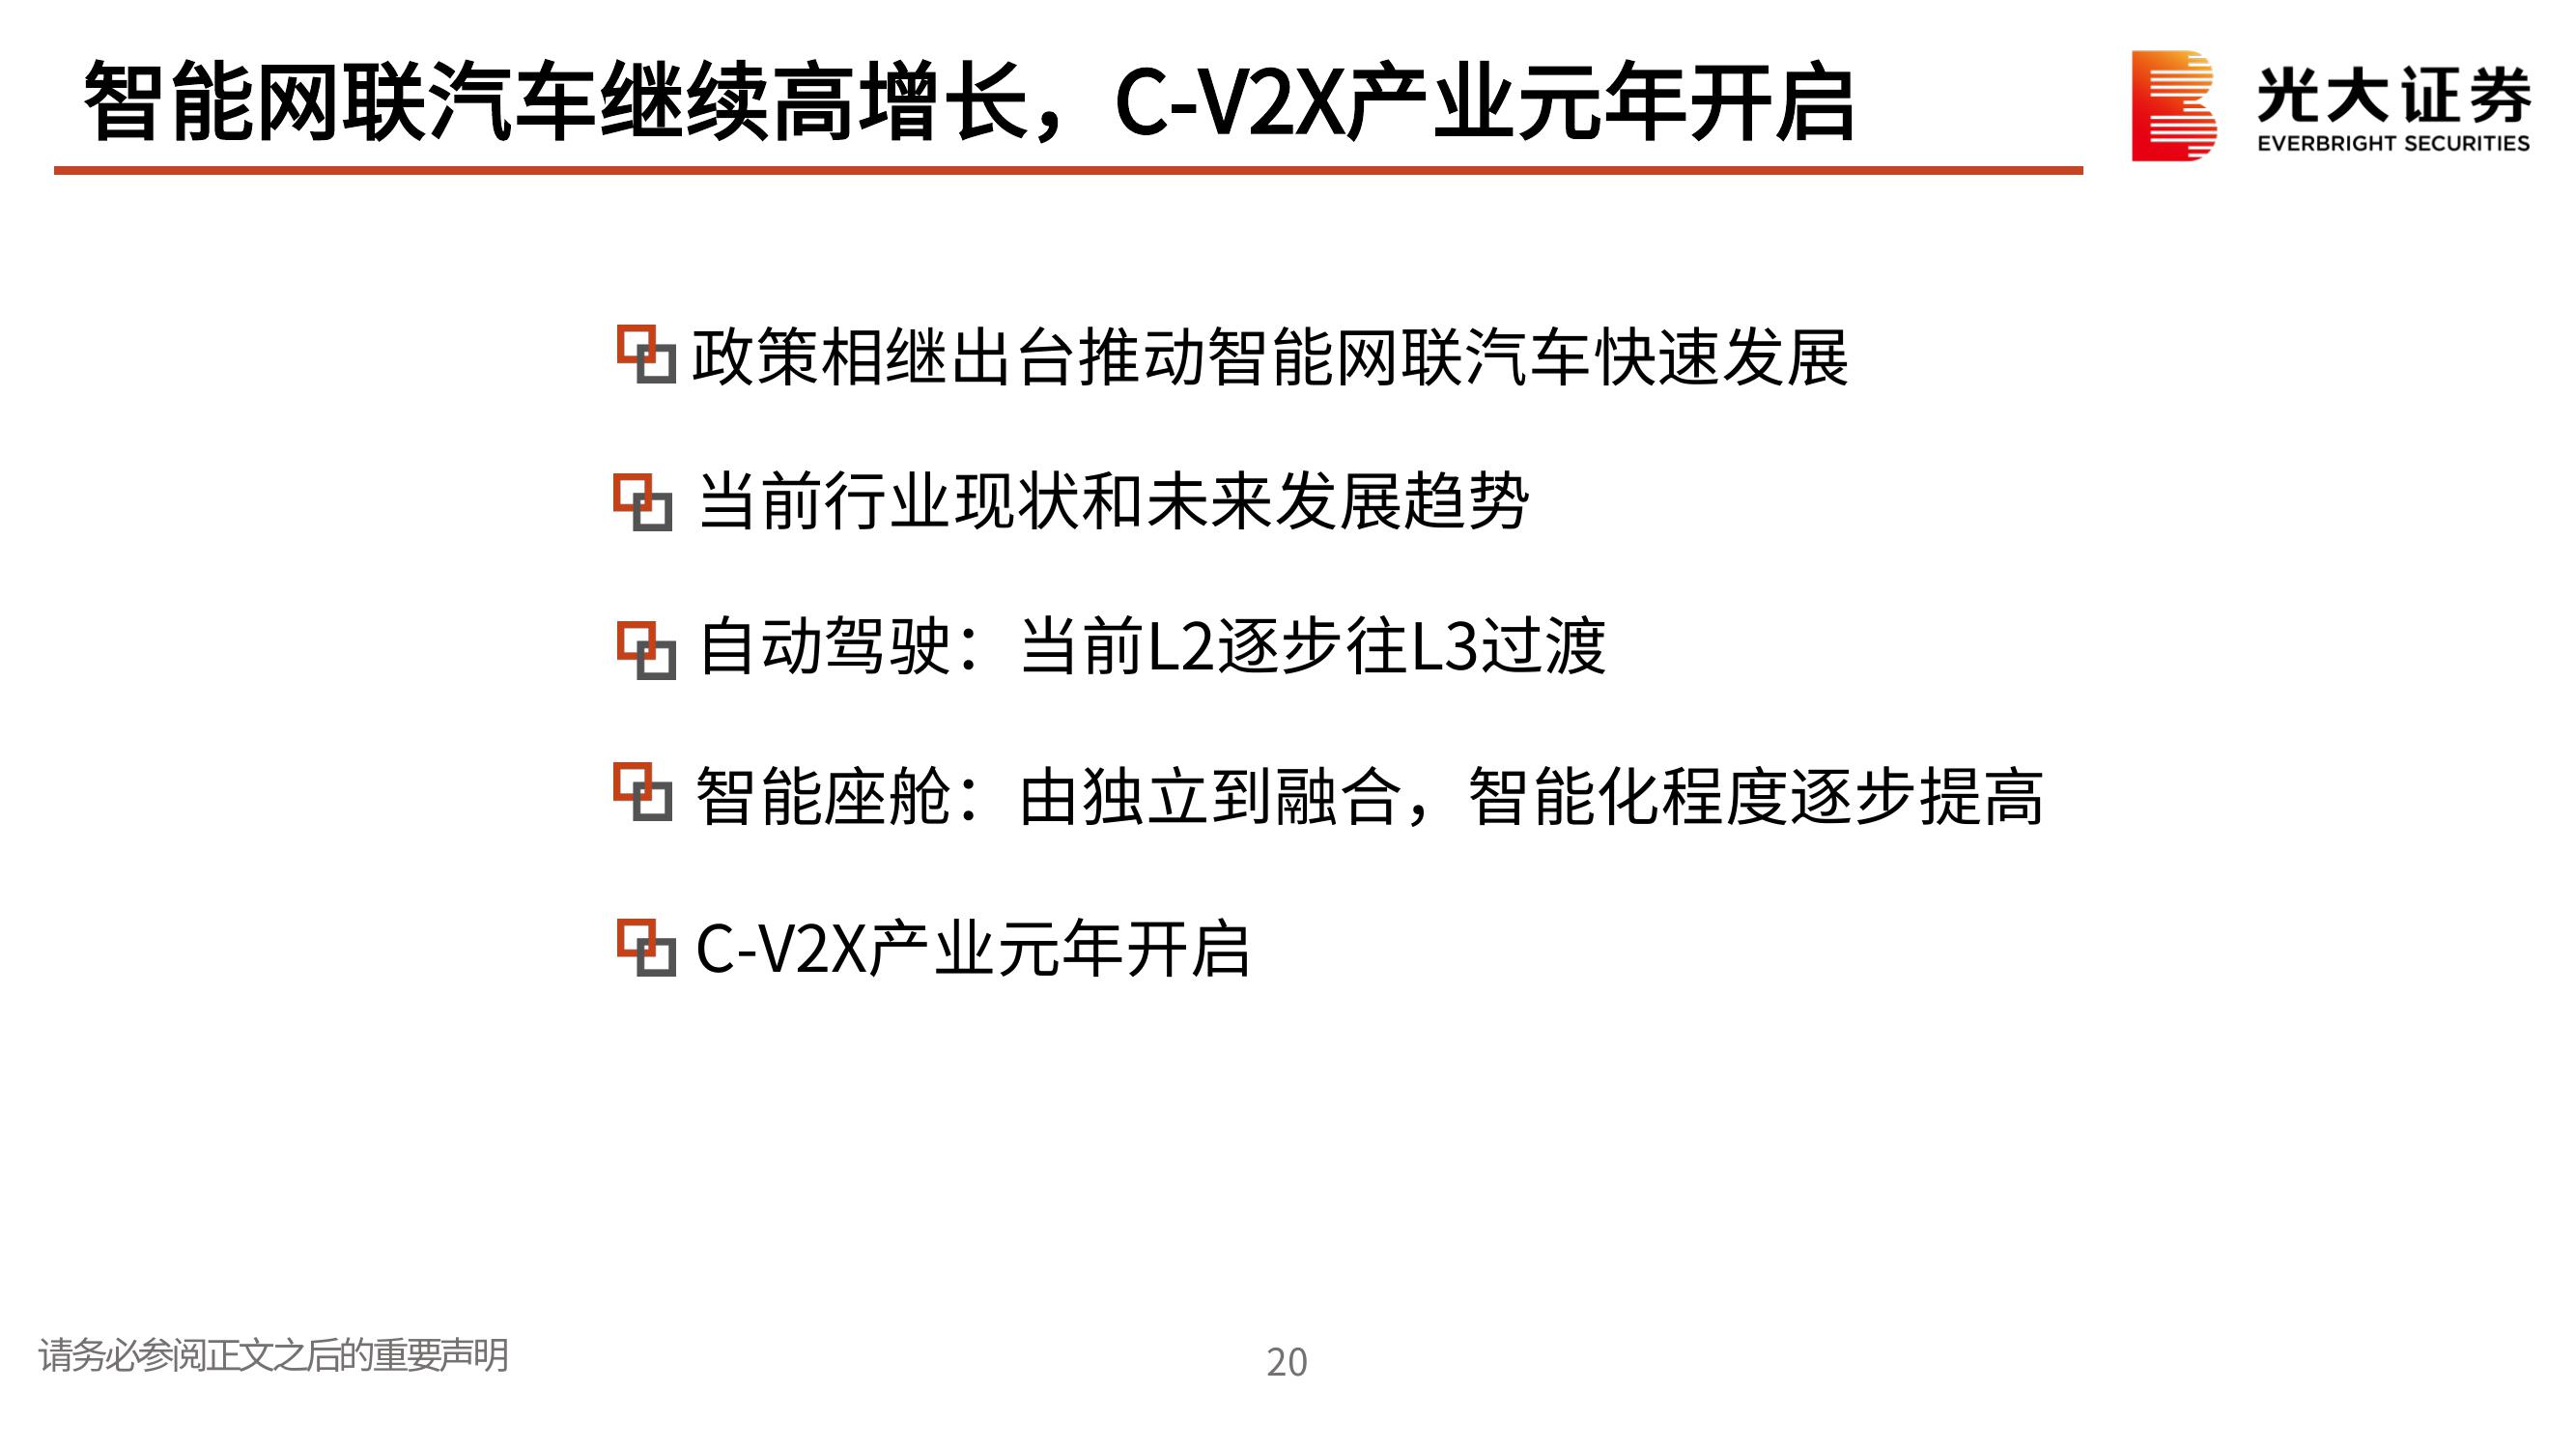 智能网联汽车继续高增长，C-V2X产业元年开启
光大证券
EVERBRIGHT SECURITIES
政策相继出台推动智能网联汽车快速发展
当前行业现状和未来发展趋势
自动驾驶：当前L2逐步往L3过渡
智能座舱：由独立到融合，智能化程度逐步提高
C-V2X产业元年开启
请务必参阅正文之后的重要声明
20